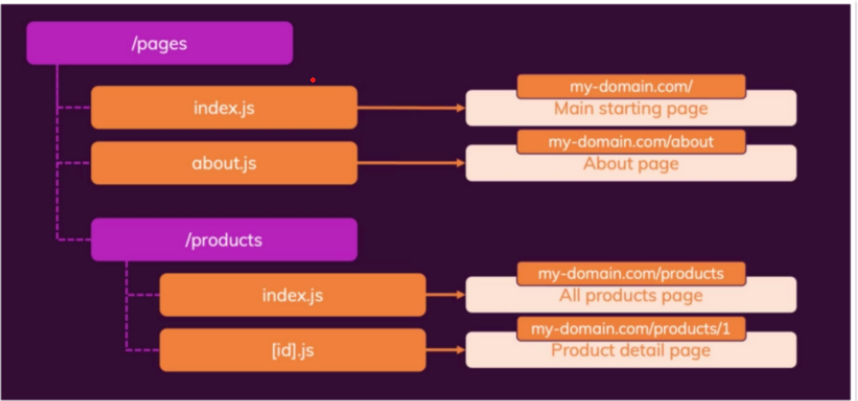 /pages
index.js
my-domain.com/
Main starting page
about.js
my-domain.com/about
About page
/products
index.js
my-domain.com/products
All products page
[id].js
my-domain.com/products/1
Product detail page